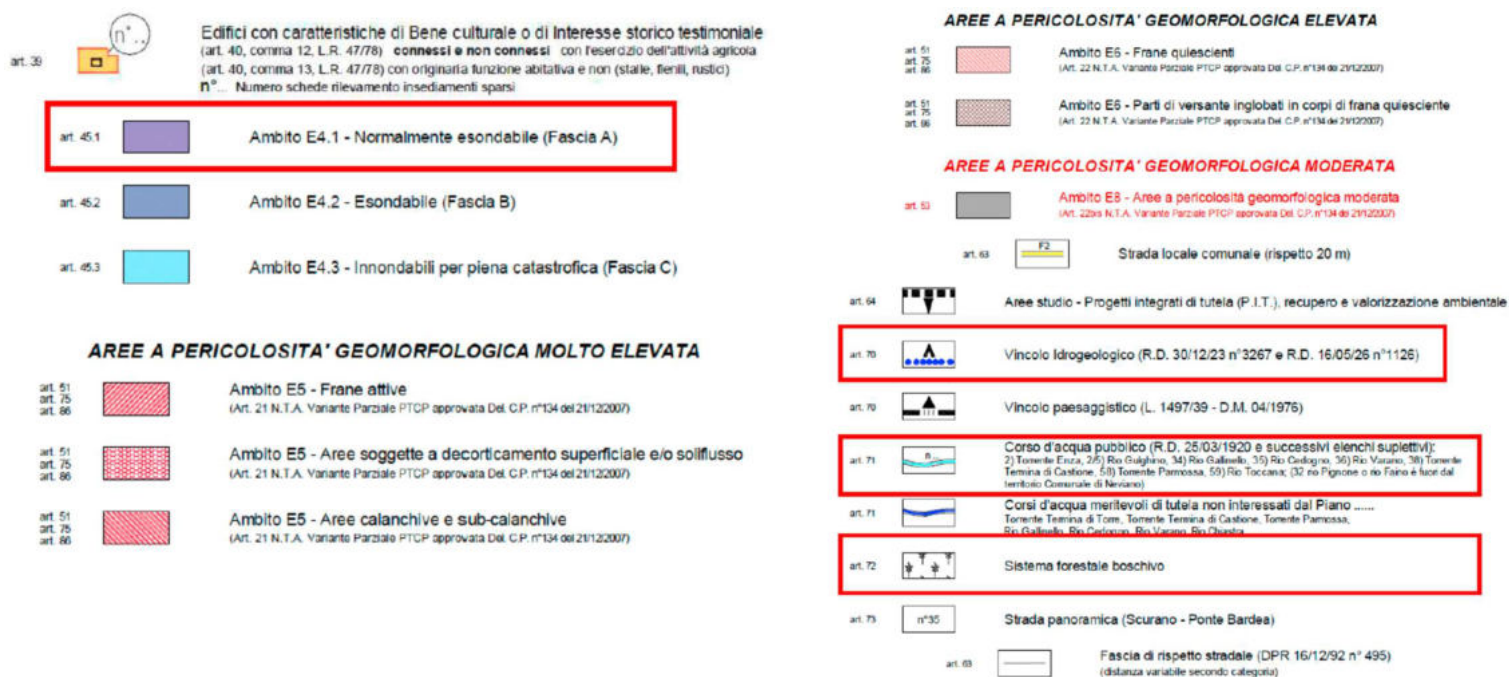 art. 39
n°..
Edifici con caratteristiche di Bene culturale o di Interesse storico testimoniale
(art. 40, comma 12, L.R. 47/78) connessi e non connessi con l'esercizio dell'attività agricola
(art. 40, comma 13, L.R. 47/78) con originaria funzione abitativa e non (stalle, fienili, rustici)
n°... Numero schede rilevamento insediamenti sparsi
art. 45.1 Ambito E4.1 - Normalmente esondabile (Fascia A)
art. 45.2 Ambito E4.2 - Esondabile (Fascia B)
art. 45.3 Ambito E4.3 - Innondabili per piena catastrofica (Fascia C)
AREE A PERICOLOSITA' GEOMORFOLOGICA MOLTO ELEVATA
art. 51
art. 75
art. 86
Ambito E5 - Frane attive
(Art. 21 N.T.A. Variante Parziale PTCP approvata Del. C.P. n°134 del 21/12/2007)
art. 51
art. 75
art. 86
Ambito E5 - Aree soggette a decorticamento superficiale e/o soliflusso
(Art. 21 N.T.A. Variante Parziale PTCP approvata Del. C.P. n°134 del 21/12/2007)
art. 51
art. 75
art. 86
Ambito E5 - Aree calanchive e sub-calanchive
(Art. 21 N.T.A. Variante Parziale PTCP approvata Del. C.P. n°134 del 21/12/2007)
AREE A PERICOLOSITA' GEOMORFOLOGICA ELEVATA
art. 51
art. 75
art. 86
Ambito E6 - Frane quiescienti
(Art. 22 N.T.A. Variante Parziale PTCP approvata Del. C.P. n°134 del 21/12/2007)
art. 51
art. 75
art. 86
Ambito E6 - Parti di versante inglobati in corpi di frana quiesciente
(Art. 22 N.T.A. Variante Parziale PTCP approvata Del. C.P. n°134 del 21/12/2007)
AREE A PERICOLOSITA' GEOMORFOLOGICA MODERATA
art. 53 Ambito E8 - Aree a pericolosità geomorfologica moderata
(Art. 22bis N.T.A. Variante Parziale PTCP approvata Del. C.P. n°134 del 21/12/2007)
art. 63 F2 Strada locale comunale (rispetto 20 m)
art. 64 Aree studio - Progetti integrati di tutela (P.I.T.), recupero e valorizzazione ambientale
art. 70 Vincolo Idrogeologico (R.D. 30/12/23 n°3267 e R.D. 16/05/26 n°1126)
art. 70 Vincolo paesaggistico (L. 1497/39 - D.M. 04/1976)
art. 71 n Corso d'acqua pubblico (R.D. 25/03/1920 e successivi elenchi suplettivi):
2) Torrente Enza, 2/5) Rio Guighino, 34) Rio Gallinello, 35) Rio Cedogno, 36) Rio Varano, 38) Torrente
Termina di Castione, 58) Torrente Parmossa, 59) Rio Toccana; (32 rio Pignone o rio Faino è fuori dal
territorio Comunale di Neviano)
art. 71 Corsi d'acqua meritevoli di tutela non interessati dal Piano ......
Torrente Termina di Torre, Torrente Termina di Castione, Torrente Parmossa,
Rio Gallinello, Rio Cedogno, Rio Varano, Rio Chiastra
art. 72 Sistema forestale boschivo
art. 73 n°35 Strada panoramica (Scurano - Ponte Bardea)
art. 63 Fascia di rispetto stradale (DPR 16/12/92 n° 495)
(distanza variabile secondo categoria)